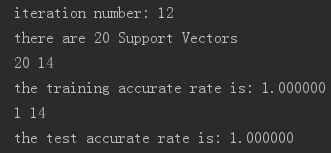 iteration number: 12
there are 20 Support Vectors
20 14
the training accurate rate is: 1.000000
1 14
the test accurate rate is: 1.000000